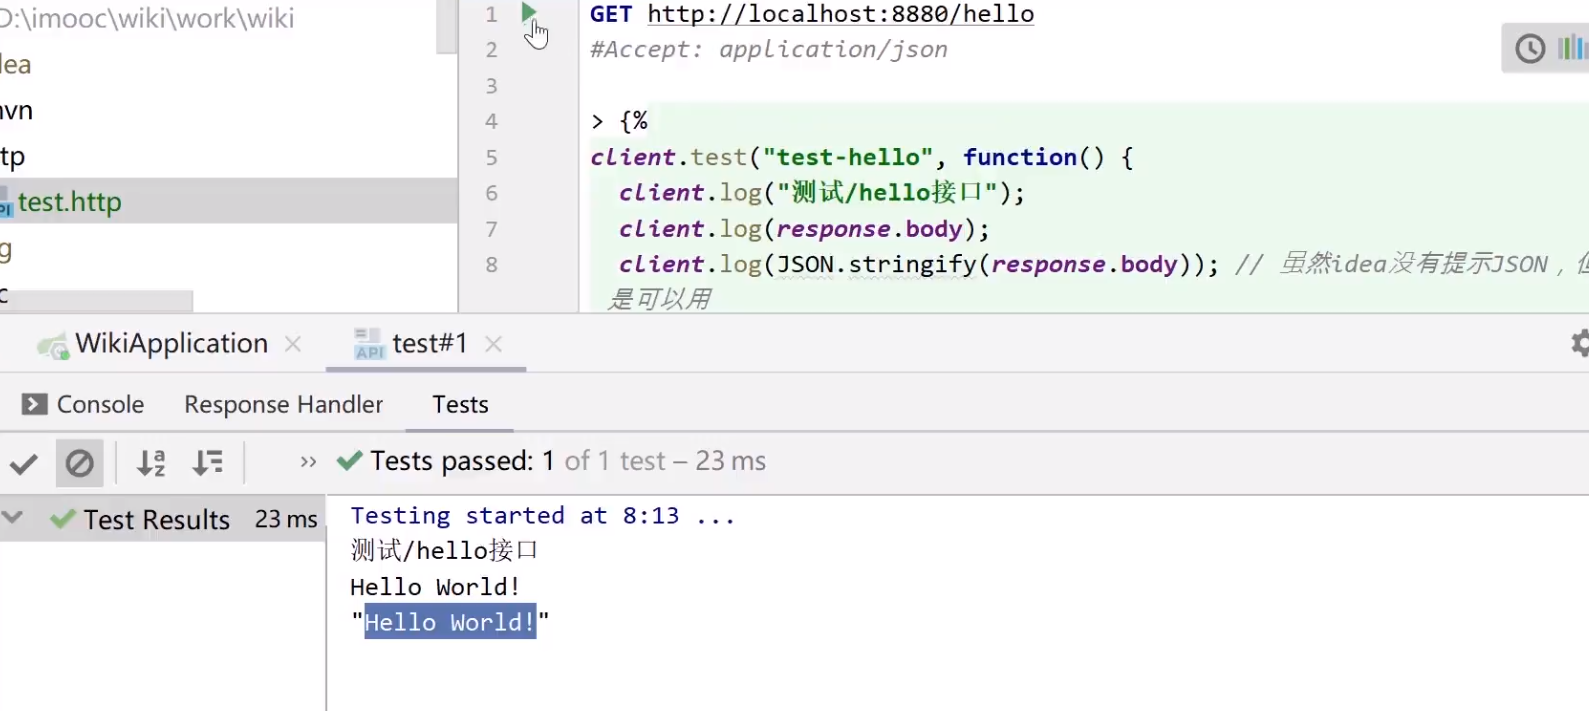 D:\imooc\wiki\work\wiki
test.http
1 GET http://localhost:8880/hello
2 #Accept: application/json
3
4 > {%
5 client.test("test-hello", function() {
6 client.log("测试/hello接口");
7 client.log(response.body);
8 client.log(JSON.stringify(response.body)); // 虽然idea没有提示JSON，但
是可以用
WikiApplication
API test#1
Console Response Handler Tests
Tests passed: 1 of 1 test – 23 ms
Test Results 23 ms
Testing started at 8:13 ...
测试/hello接口
Hello World!
"Hello World!"